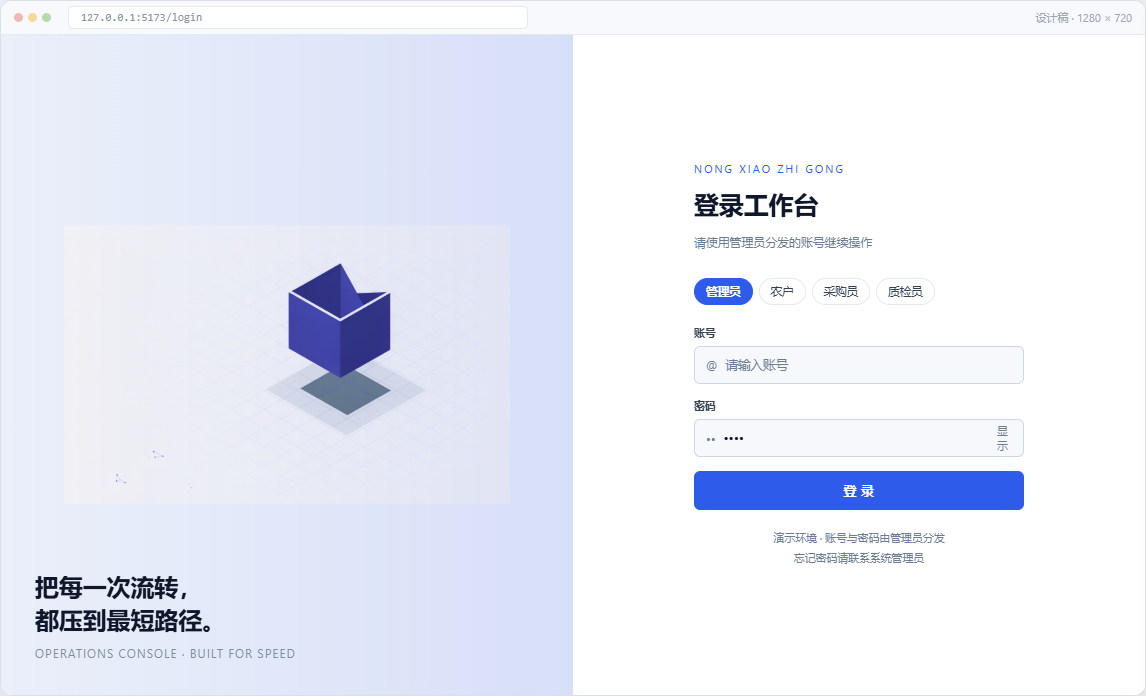 127.0.0.1:5173/login
设计稿 · 1280 × 720
把每一次流转，
都压到最短路径。
OPERATIONS CONSOLE · BUILT FOR SPEED
NONG XIAO ZHI GONG
登录工作台
请使用管理员分发的账号继续操作
管理员 农户 采购员 质检员
账号
@ 请输入账号
密码
•• ••••
显
示
登 录
演示环境 · 账号与密码由管理员分发
忘记密码请联系系统管理员